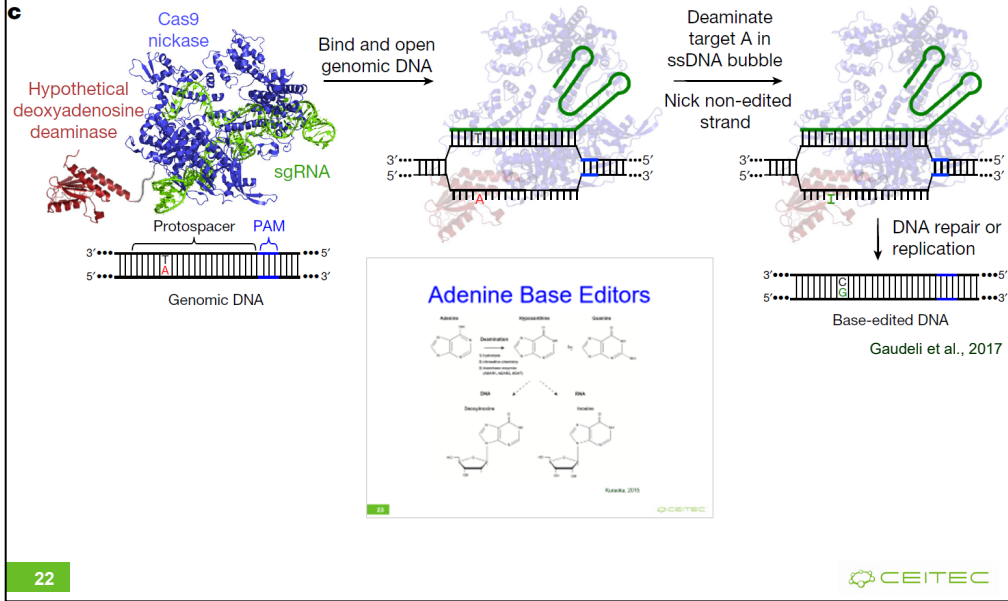 c
Cas9
nickase
Hypothetical
deoxyadenosine
deaminase
sgRNA
Bind and open
genomic DNA
Deaminate
target A in
ssDNA bubble
Nick non-edited
strand
T
3′
5′
5′
3′
A
T
3′
5′
5′
3′
I
Protospacer
PAM
3′
5′
T
A
5′
3′
Genomic DNA
DNA repair or
replication
3′
5′
C
G
5′
3′
Base-edited DNA
Gaudeli et al., 2017
Adenine Base Editors
Adenine
Hypoxanthine
Guanine
Deamination
DNA
RNA
Deoxyinosine
Inosine
Kuraoka, 2015
23
CEITEC
22
CEITEC